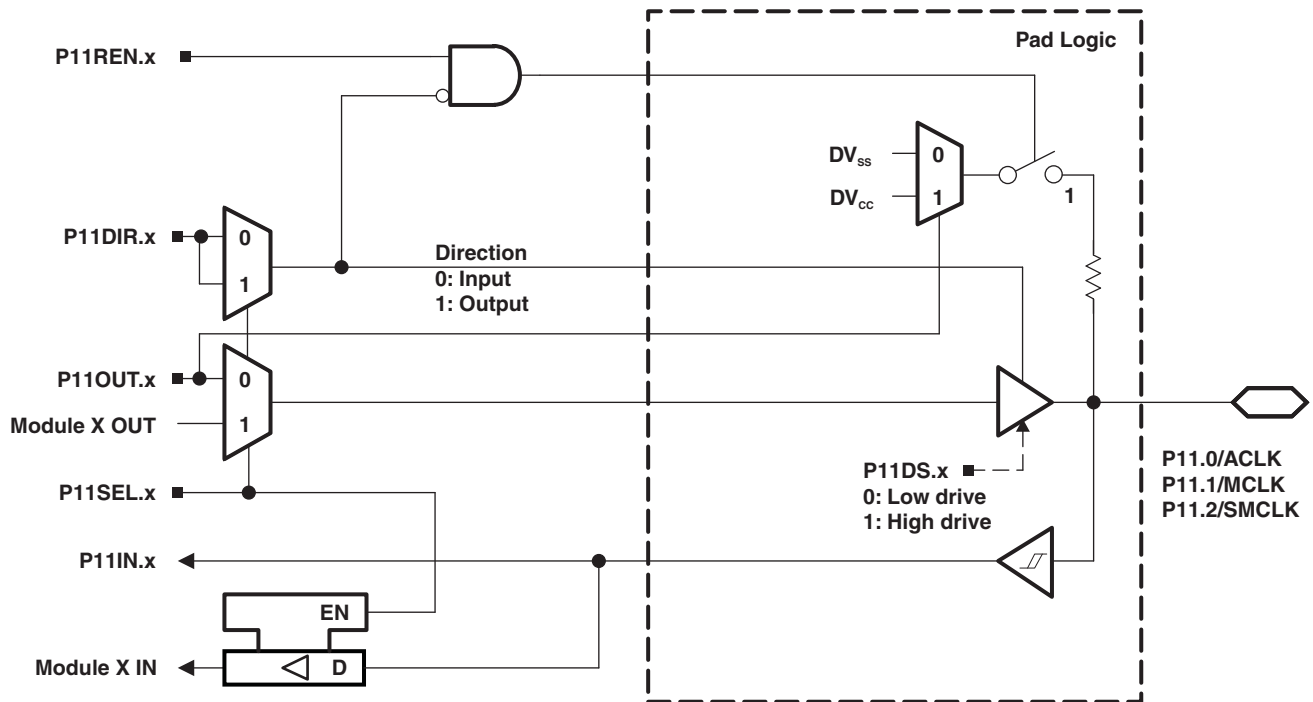 Pad Logic
P11REN.x
DVss
0
DVcc
1
1
P11DIR.x
0
1
Direction
0: Input
1: Output
P11OUT.x
0
Module X OUT
1
P11DS.x
0: Low drive
1: High drive
P11.0/ACLK
P11.1/MCLK
P11.2/SMCLK
P11SEL.x
P11IN.x
EN
Module X IN
D